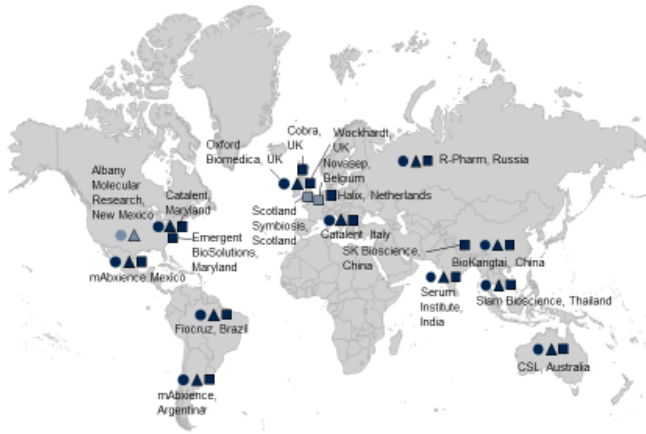 Cobra,
UK
Wockhardt,
UK
Oxford
Biomedica, UK
Novasep,
Belgium
R-Pharm, Russia
Albany
Molecular
Research,
New Mexico
Catalent,
Maryland
Halix, Netherlands
Scotland
Symbiosis,
Scotland
Catalent, Italy
Emergent
BioSolutions,
Maryland
SK Bioscience,
China
BioKangtai, China
mAbxience Mexico
Serum
Institute,
India
Siam Bioscience, Thailand
Fiocruz, Brazil
CSL, Australia
mAbixience,
Argentina